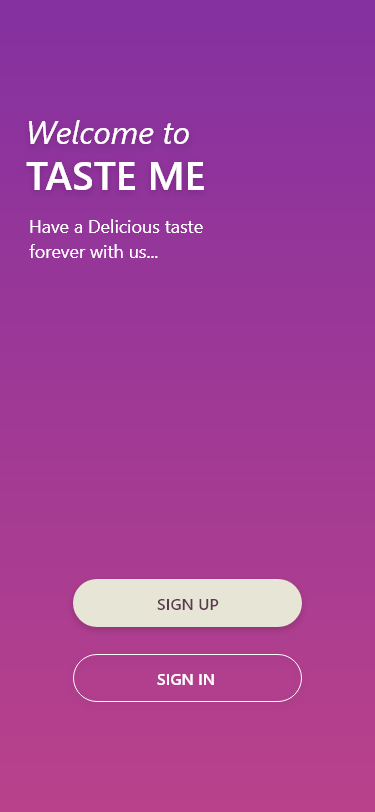 Welcome to
TASTE ME
Have a Delicious taste
forever with us...
SIGN UP
SIGN IN